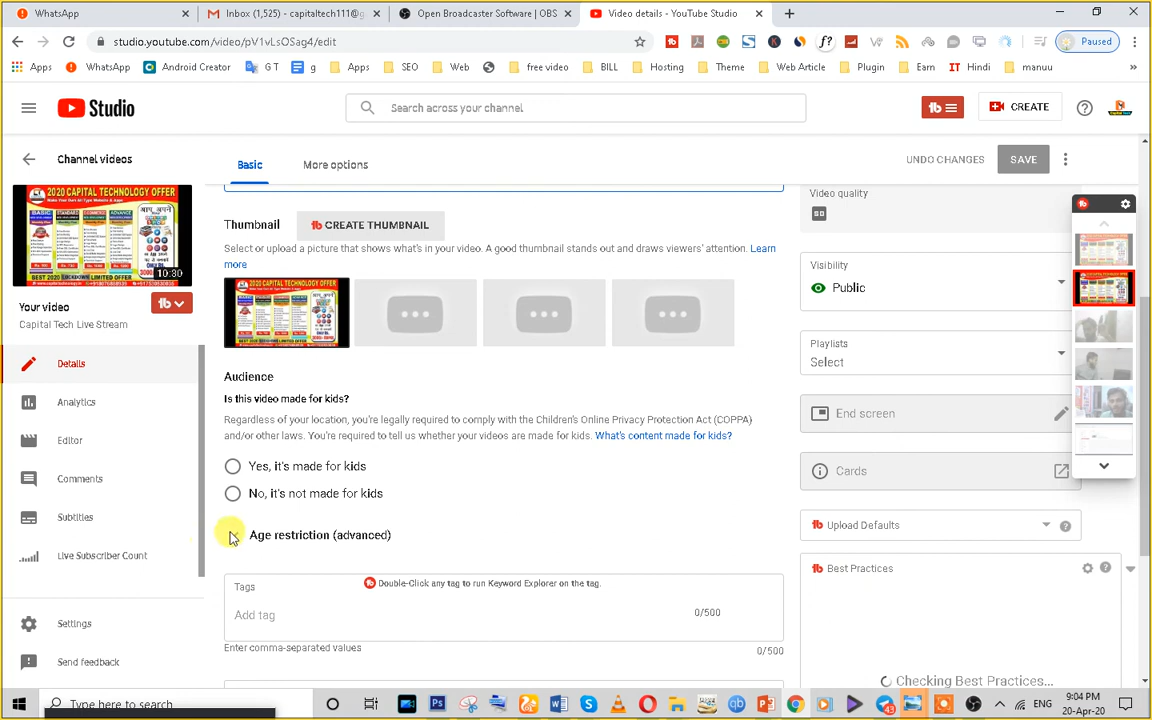 WhatsApp
Inbox (1,525) - capitaltech111@g
Open Broadcaster Software | OBS
Video details - YouTube Studio
studio.youtube.com/video/pV1vLsOSag4/edit
Paused
Apps
WhatsApp
Android Creator
G T
g
Apps
SEO
Web
free video
BILL
Hosting
Theme
Web Article
Plugin
Earn
IT Hindi
manuu
Studio
Search across your channel
CREATE
Channel videos
Basic
More options
UNDO CHANGES
SAVE
2020 CAPITAL TECHNOLOGY OFFER
10:30
Your video
Capital Tech Live Stream
Details
Analytics
Editor
Comments
Subtitles
Live Subscriber Count
Settings
Send feedback
Thumbnail
CREATE THUMBNAIL
Select or upload a picture that shows what's in your video. A good thumbnail stands out and draws viewers' attention. Learn
more
Audience
Is this video made for kids?
Regardless of your location, you're legally required to comply with the Children's Online Privacy Protection Act (COPPA)
and/or other laws. You're required to tell us whether your videos are made for kids. What's content made for kids?
Yes, it's made for kids
No, it's not made for kids
Age restriction (advanced)
Tags
Double-Click any tag to run Keyword Explorer on the tag.
Add tag
0/500
Enter comma-separated values
0/500
Video quality
SD
Visibility
Public
Playlists
Select
End screen
Cards
Upload Defaults
Best Practices
Checking Best Practices...
Type here to search
43
ENG
9:04 PM
20-Apr-20